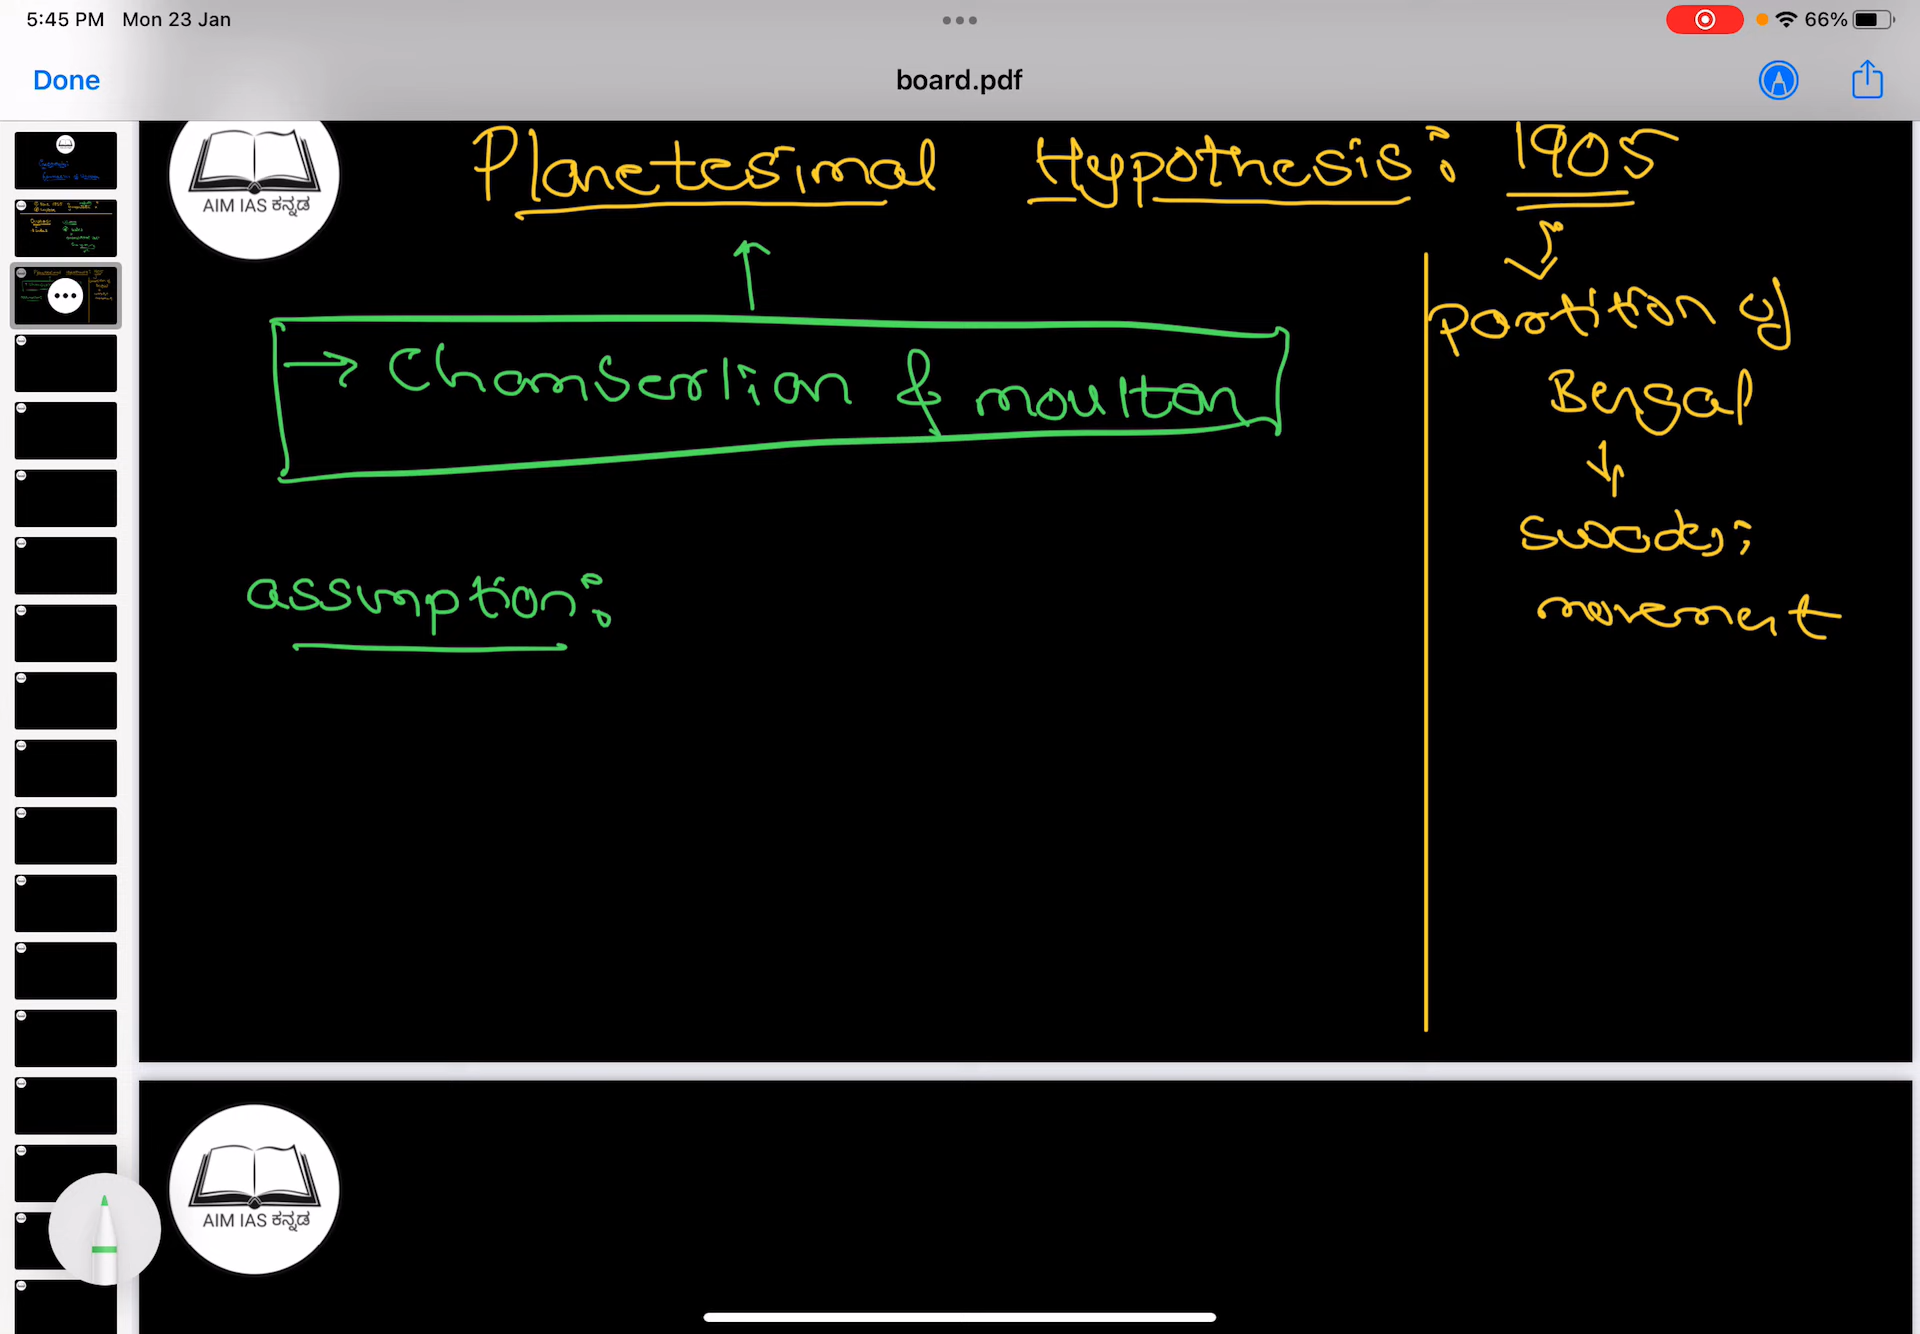 5:45 PM Mon 23 Jan
66%
Done
board.pdf
AIM IAS ಕನ್ನಡ
Planetesimal Hypothesis: 1905
→ Chamberlian & moulton
assumption:
partition of
Bengal
swadesi
movement
AIM IAS ಕನ್ನಡ